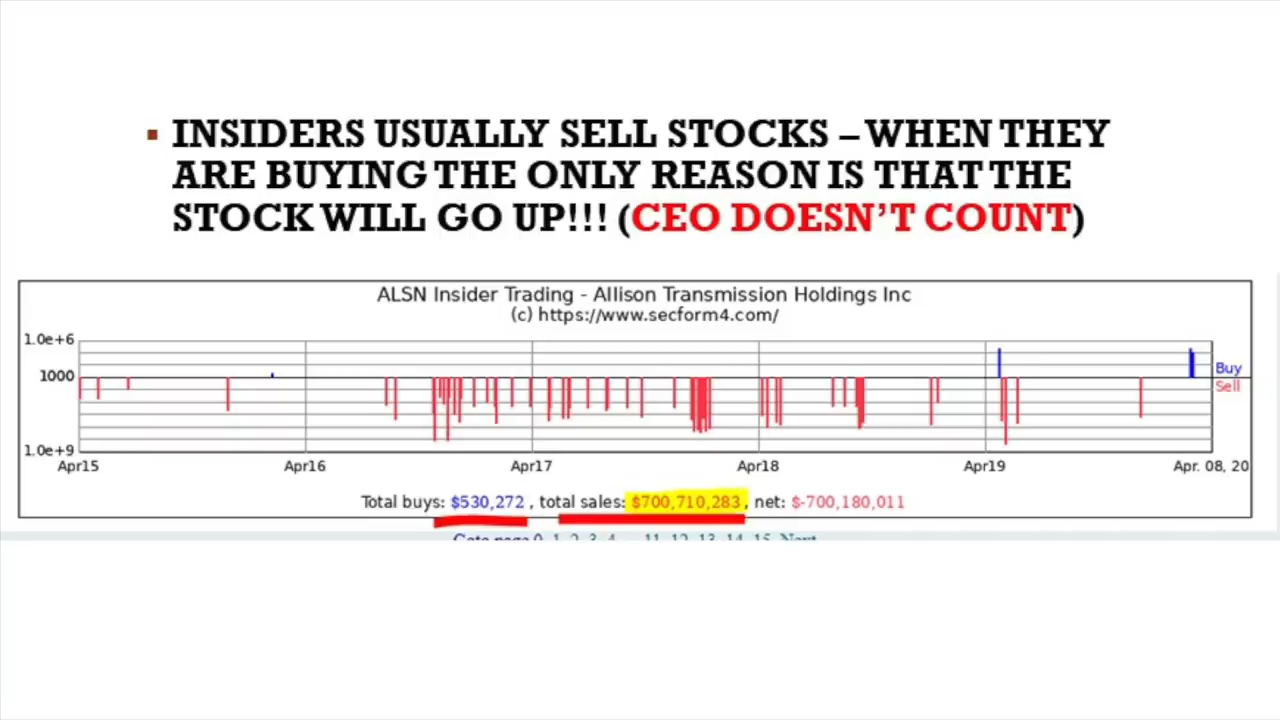 ▪ INSIDERS USUALLY SELL STOCKS – WHEN THEY
ARE BUYING THE ONLY REASON IS THAT THE
STOCK WILL GO UP!!! (CEO DOESN'T COUNT)
ALSN Insider Trading - Allison Transmission Holdings Inc
(c) https://www.secform4.com/
1.0e+6
1000
Buy
Sell
1.0e+9
Apr15 Apr16 Apr17 Apr18 Apr19 Apr. 08, 20
Total buys: $530,272 , total sales: $700,710,283, net: $-700,180,011